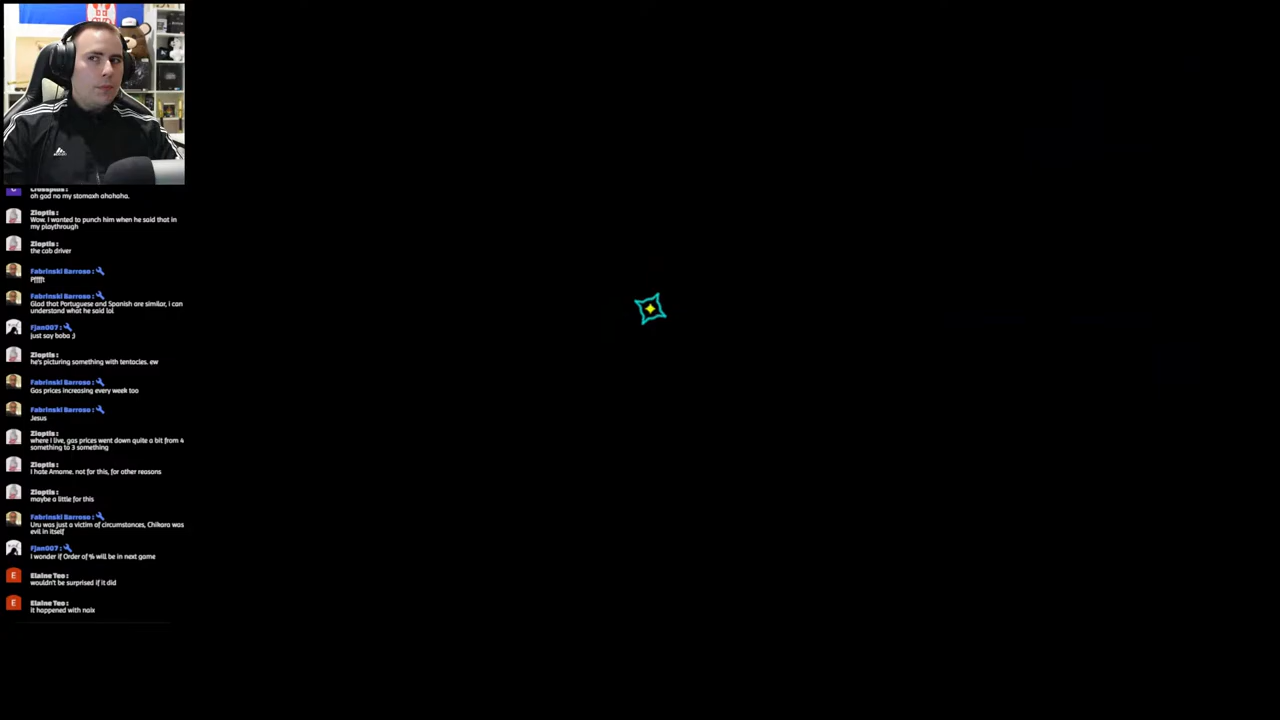 Crosspills :
oh god no my stomaxh ahahaha.
Zioptis :
Wow. I wanted to punch him when he said that in
my playthrough
Zioptis :
the cab driver
Fabrinski Barroso :
Pfffft
Fabrinski Barroso :
Glad that Portuguese and Spanish are similar, i can
understand what he said lol
Fjan007 :
just say boba ;)
Zioptis :
he's picturing something with tentacles. ew
Fabrinski Barroso :
Gas prices increasing every week too
Fabrinski Barroso :
Jesus
Zioptis :
where I live, gas prices went down quite a bit from 4
something to 3 something
Zioptis :
I hate Amame. not for this, for other reasons
Zioptis :
maybe a little for this
Fabrinski Barroso :
Uru was just a victim of circumstances, Chikara was
evil in itself
Fjan007 :
I wonder if Order of % will be in next game
E
Elaine Teo :
wouldn't be surprised if it did
E
Elaine Teo :
it happened with naix